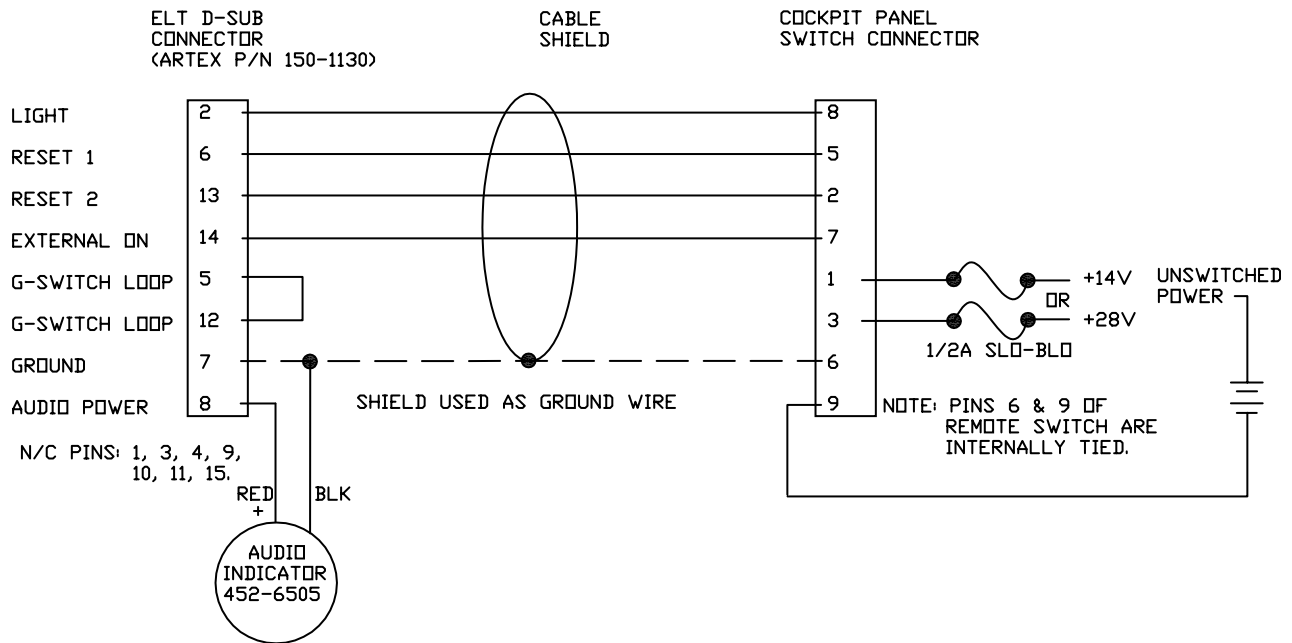 ELT D-SUB
CONNECTOR
(ARTEX P/N 150-1130)
CABLE
SHIELD
COCKPIT PANEL
SWITCH CONNECTOR
LIGHT 2 8
RESET 1 6 5
RESET 2 13 2
EXTERNAL ON 14 7
G-SWITCH LOOP 5 1 +14V
G-SWITCH LOOP 12 3 +28V
OR
UNSWITCHED
POWER
1/2A SLO-BLO
GROUND 7 6
AUDIO POWER 8 9
SHIELD USED AS GROUND WIRE
NOTE: PINS 6 & 9 OF
REMOTE SWITCH ARE
INTERNALLY TIED.
N/C PINS: 1, 3, 4, 9,
10, 11, 15.
RED BLK
+
AUDIO
INDICATOR
452-6505